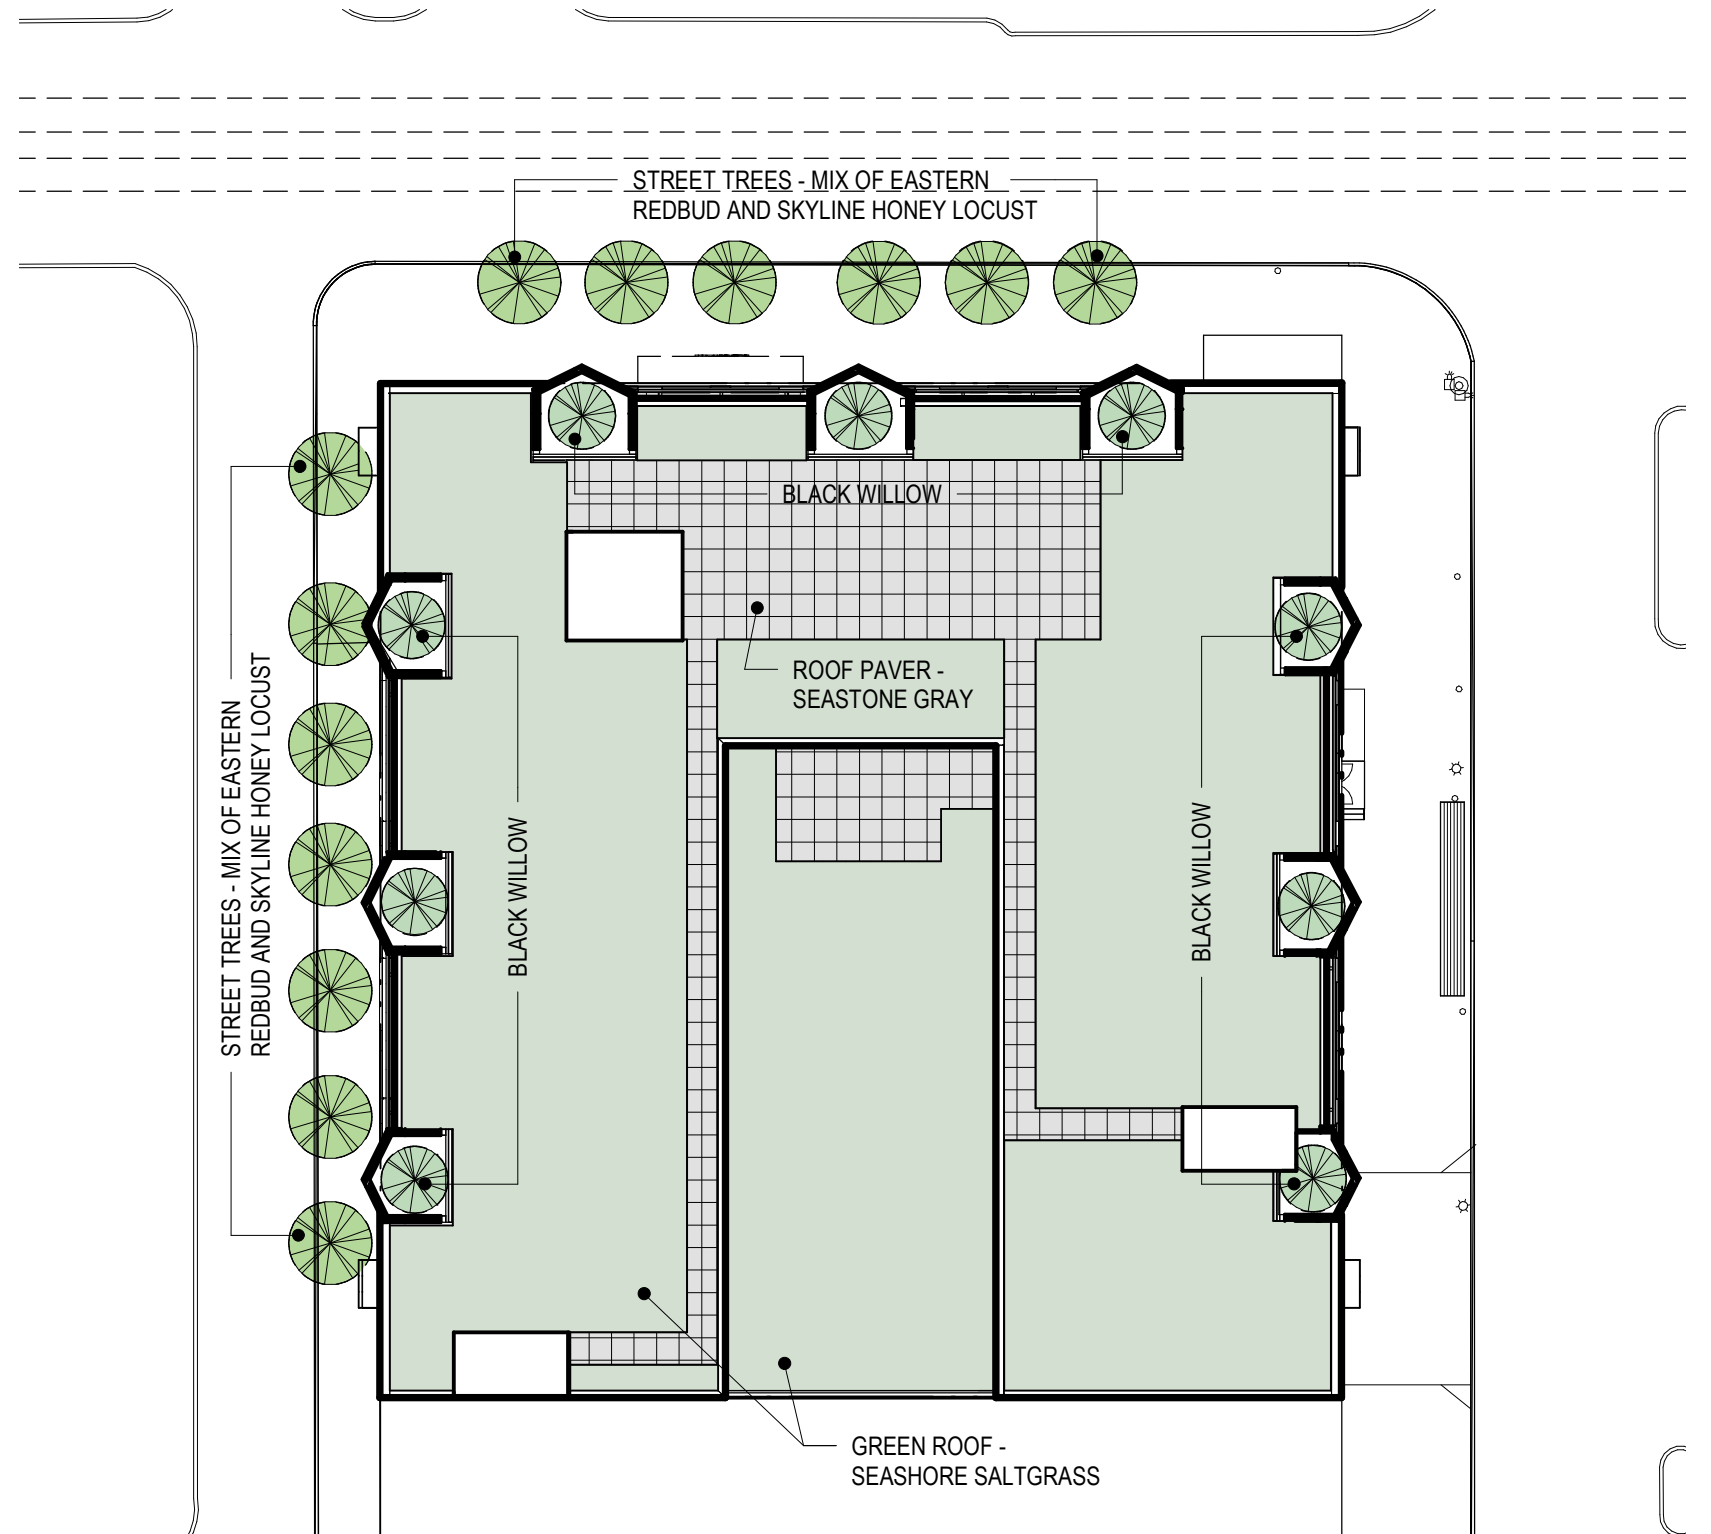 STREET TREES - MIX OF EASTERN
REDBUD AND SKYLINE HONEY LOCUST
BLACK WILLOW
ROOF PAVER -
SEASTONE GRAY
STREET TREES - MIX OF EASTERN
REDBUD AND SKYLINE HONEY LOCUST
BLACK WILLOW
BLACK WILLOW
GREEN ROOF -
SEASHORE SALTGRASS